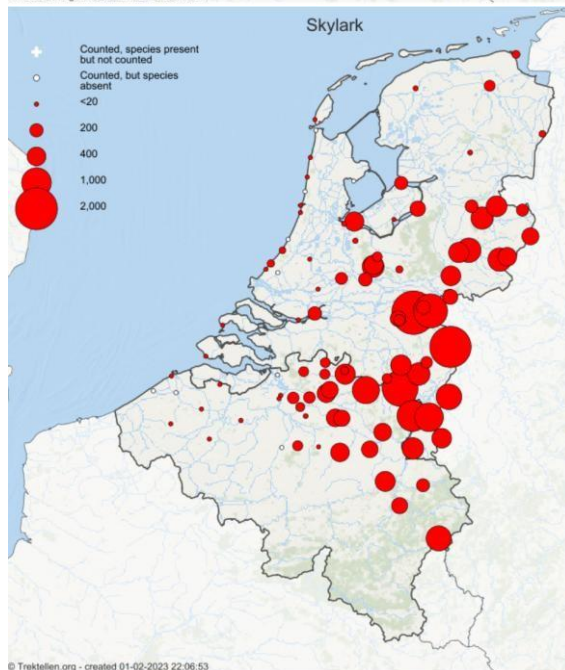 Skylark
Counted, species present
but not counted
Counted, but species
absent
<20
200
400
1,000
2,000
© Trektellen.org - created 01-02-2023 22:06:53